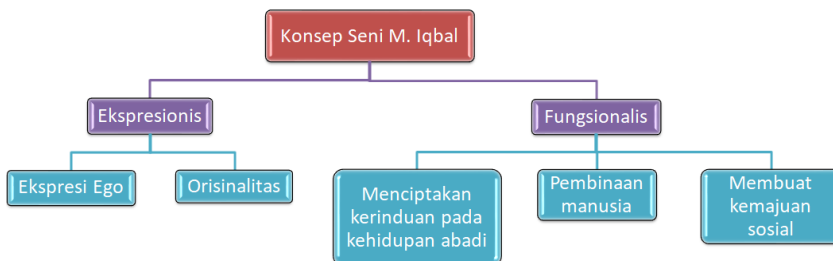 Konsep Seni M. Iqbal
Ekspresionis
Fungsionalis
Ekspresi Ego
Orisinalitas
Menciptakan
kerinduan pada
kehidupan abadi
Pembinaan
manusia
Membuat
kemajuan
sosial